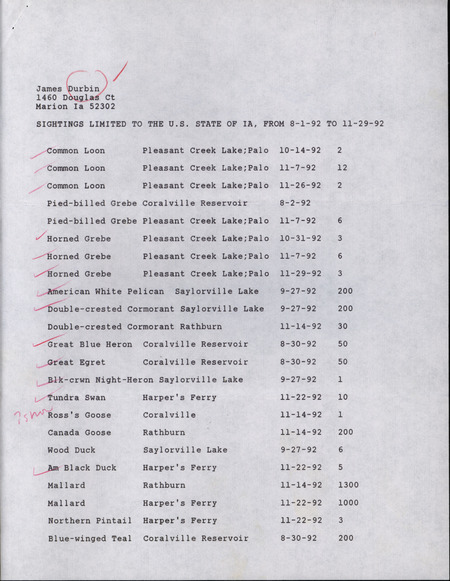 James Durbin
1460 Douglas Ct
Marion Ia 52302
SIGHTINGS LIMITED TO THE U.S. STATE OF IA, FROM 8-1-92 TO 11-29-92
Common Loon Pleasant Creek Lake;Palo 10-14-92 2
Common Loon Pleasant Creek Lake;Palo 11-7-92 12
Common Loon Pleasant Creek Lake;Palo 11-26-92 2
Pied-billed Grebe Coralville Reservoir 8-2-92
Pied-billed Grebe Pleasant Creek Lake;Palo 11-7-92 6
Horned Grebe Pleasant Creek Lake;Palo 10-31-92 3
Horned Grebe Pleasant Creek Lake;Palo 11-7-92 6
Horned Grebe Pleasant Creek Lake;Palo 11-29-92 3
American White Pelican Saylorville Lake 9-27-92 200
Double-crested Cormorant Saylorville Lake 9-27-92 200
Double-crested Cormorant Rathburn 11-14-92 30
Great Blue Heron Coralville Reservoir 8-30-92 50
Great Egret Coralville Reservoir 8-30-92 50
Blk-crwn Night-Heron Saylorville Lake 9-27-92 1
Tundra Swan Harper's Ferry 11-22-92 10
Ross's Goose Coralville 11-14-92 1
Canada Goose Rathburn 11-14-92 200
Wood Duck Saylorville Lake 9-27-92 6
Am Black Duck Harper's Ferry 11-22-92 5
Mallard Rathburn 11-14-92 1300
Mallard Harper's Ferry 11-22-92 1000
Northern Pintail Harper's Ferry 11-22-92 3
Blue-winged Teal Coralville Reservoir 8-30-92 200